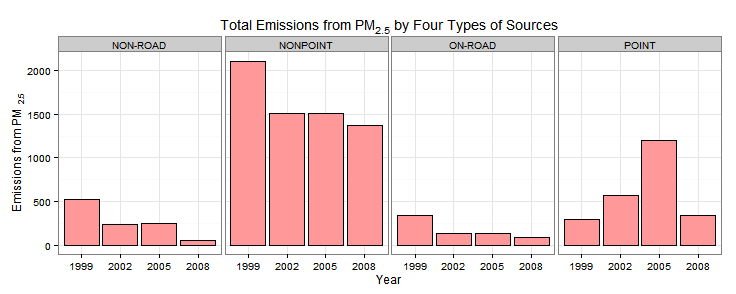 Total Emissions from PM2.5 by Four Types of Sources
NON-ROAD NONPOINT ON-ROAD POINT
Emissions from PM 2.5
2000
1500
1000
500
0
1999 2002 2005 2008 1999 2002 2005 2008 1999 2002 2005 2008 1999 2002 2005 2008
Year